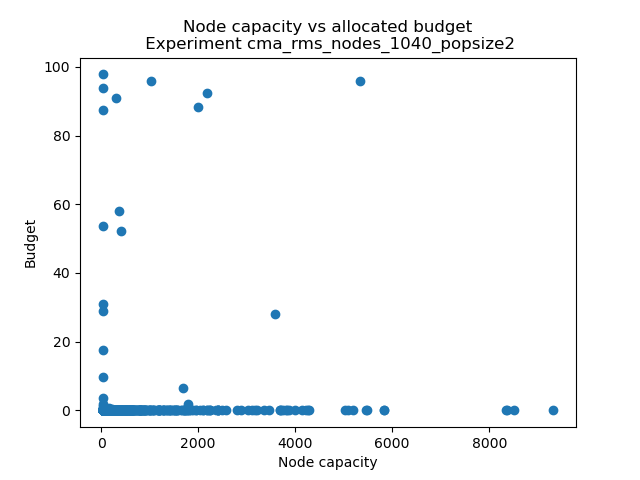 Node capacity vs allocated budget
Experiment cma_rms_nodes_1040_popsize2
100
80
60
40
20
0
Budget
0 2000 4000 6000 8000
Node capacity